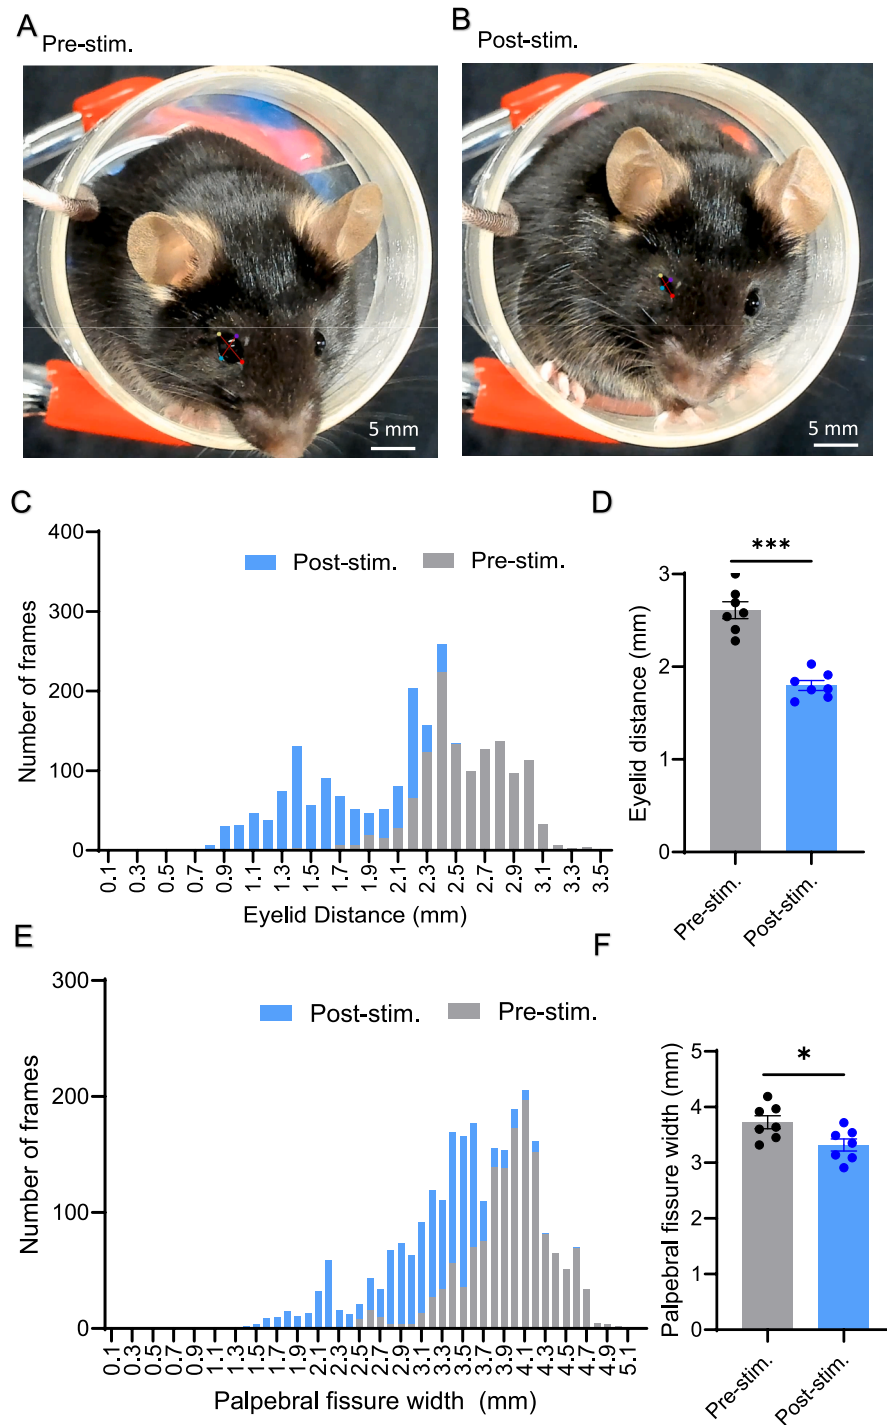 A
Pre-stim.
B
Post-stim.
5 mm
5 mm
C
400
300
200
100
0
Number of frames
Post-stim.
Pre-stim.
0.1
0.3
0.5
0.7
0.9
1.1
1.3
1.5
1.7
1.9
2.1
2.3
2.5
2.7
2.9
3.1
3.3
3.5
Eyelid Distance (mm)
D
***
3
2
1
0
Eyelid distance (mm)
Pre-stim.
Post-stim.
E
300
200
100
0
Number of frames
Post-stim.
Pre-stim.
0.1
0.3
0.5
0.7
0.9
1.1
1.3
1.5
1.7
1.9
2.1
2.3
2.5
2.7
2.9
3.1
3.3
3.5
3.7
3.9
4.1
4.3
4.5
4.7
4.9
5.1
Palpebral fissure width (mm)
F
*
5
4
3
2
1
0
Palpebral fissure width (mm)
Pre-stim.
Post-stim.